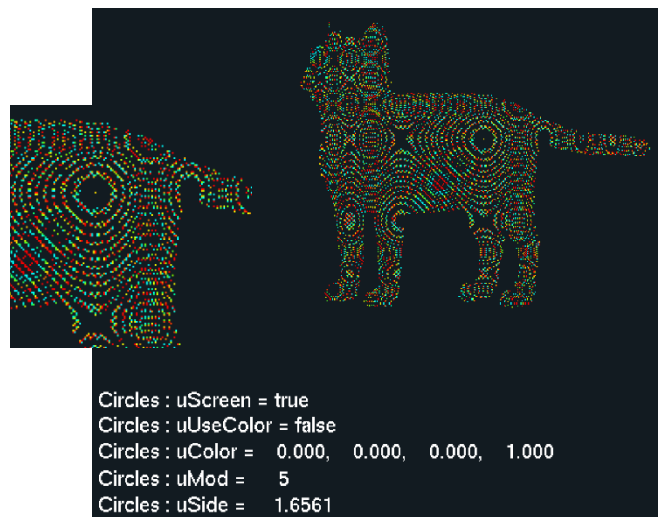 Circles : uScreen = true
Circles : uUseColor = false
Circles : uColor = 0.000, 0.000, 0.000, 1.000
Circles : uMod = 5
Circles : uSide = 1.6561